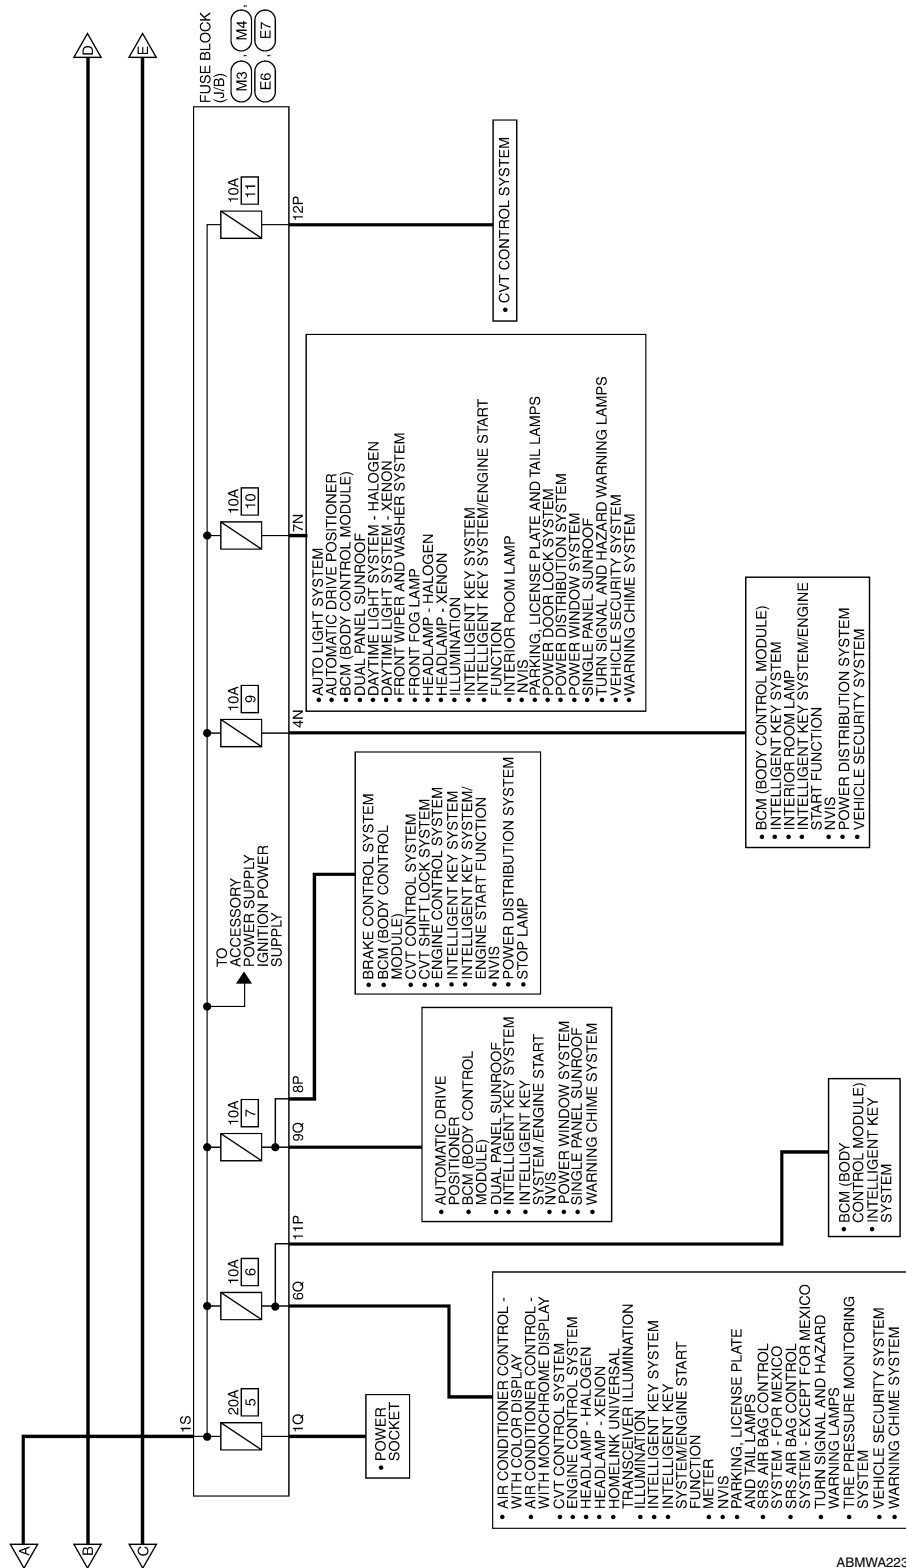 A
B
C
D
E
FUSE BLOCK
(J/B)
M3 , M4 ,
E6 , E7
1S
20A
5
1Q
• POWER
SOCKET
10A
6
6Q
11P
• AIR CONDITIONER CONTROL -
WITH COLOR DISPLAY
• AIR CONDITIONER CONTROL -
WITH MONOCHROME DISPLAY
• CVT CONTROL SYSTEM
• ENGINE CONTROL SYSTEM
• HEADLAMP - HALOGEN
• HEADLAMP - XENON
• HOMELINK UNIVERSAL
TRANSCEIVER ILLUMINATION
• ILLUMINATION
• INTELLIGENT KEY SYSTEM
• INTELLIGENT KEY
SYSTEM/ENGINE START
FUNCTION
• METER
• NVIS
• PARKING, LICENSE PLATE
AND TAIL LAMPS
• SRS AIR BAG CONTROL
SYSTEM - FOR MEXICO
• SRS AIR BAG CONTROL
SYSTEM - EXCEPT FOR MEXICO
• TURN SIGNAL AND HAZARD
WARNING LAMPS
• TIRE PRESSURE MONITORING
SYSTEM
• VEHICLE SECURITY SYSTEM
• WARNING CHIME SYSTEM
• BCM (BODY
CONTROL MODULE)
• INTELLIGENT KEY
SYSTEM
10A
7
9Q
8P
• AUTOMATIC DRIVE
POSITIONER
• BCM (BODY CONTROL
MODULE)
• DUAL PANEL SUNROOF
• INTELLIGENT KEY SYSTEM
• INTELLIGENT KEY
SYSTEM /ENGINE START
• NVIS
• POWER WINDOW SYSTEM
• SINGLE PANEL SUNROOF
• WARNING CHIME SYSTEM
• BRAKE CONTROL SYSTEM
• BCM (BODY CONTROL
MODULE)
• CVT CONTROL SYSTEM
• CVT SHIFT LOCK SYSTEM
• ENGINE CONTROL SYSTEM
• INTELLIGENT KEY SYSTEM
• INTELLIGENT KEY SYSTEM/
ENGINE START FUNCTION
• NVIS
• POWER DISTRIBUTION SYSTEM
• STOP LAMP
TO
ACCESSORY
POWER SUPPLY
IGNITION POWER
SUPPLY
10A
9
4N
• BCM (BODY CONTROL MODULE)
• INTELLIGENT KEY SYSTEM
• INTERIOR ROOM LAMP
• INTELLIGENT KEY SYSTEM/ENGINE
START FUNCTION
• NVIS
• POWER DISTRIBUTION SYSTEM
• VEHICLE SECURITY SYSTEM
10A
10
7N
• AUTO LIGHT SYSTEM
• AUTOMATIC DRIVE POSITIONER
• BCM (BODY CONTROL MODULE)
• DUAL PANEL SUNROOF
• DAYTIME LIGHT SYSTEM - HALOGEN
• DAYTIME LIGHT SYSTEM - XENON
• FRONT WIPER AND WASHER SYSTEM
• FRONT FOG LAMP
• HEADLAMP - HALOGEN
• HEADLAMP - XENON
• ILLUMINATION
• INTELLIGENT KEY SYSTEM
• INTELLIGENT KEY SYSTEM/ENGINE START
FUNCTION
• INTERIOR ROOM LAMP
• NVIS
• PARKING, LICENSE PLATE AND TAIL LAMPS
• POWER DOOR LOCK SYSTEM
• POWER DISTRIBUTION SYSTEM
• POWER WINDOW SYSTEM
• SINGLE PANEL SUNROOF
• TURN SIGNAL AND HAZARD WARNING LAMPS
• VEHICLE SECURITY SYSTEM
• WARNING CHIME SYSTEM
10A
11
12P
• CVT CONTROL SYSTEM
ABMWA223